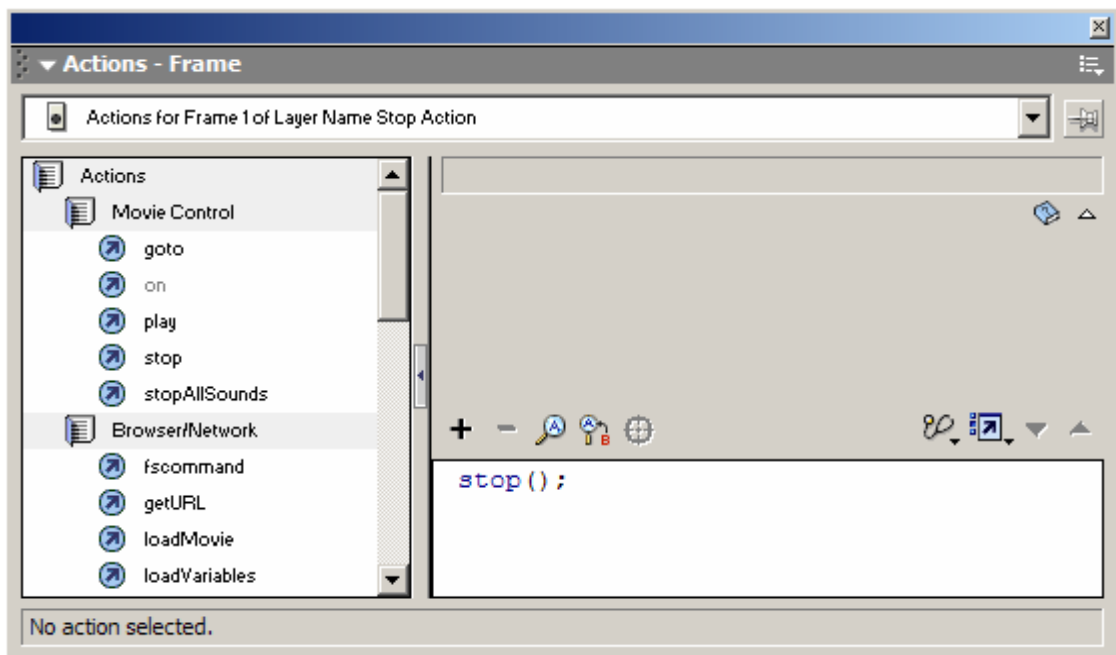 Actions - Frame
Actions for Frame 1 of Layer Name Stop Action
Actions
Movie Control
goto
on
play
stop
stopAllSounds
Browser/Network
fscommand
getURL
loadMovie
loadVariables
stop();
No action selected.